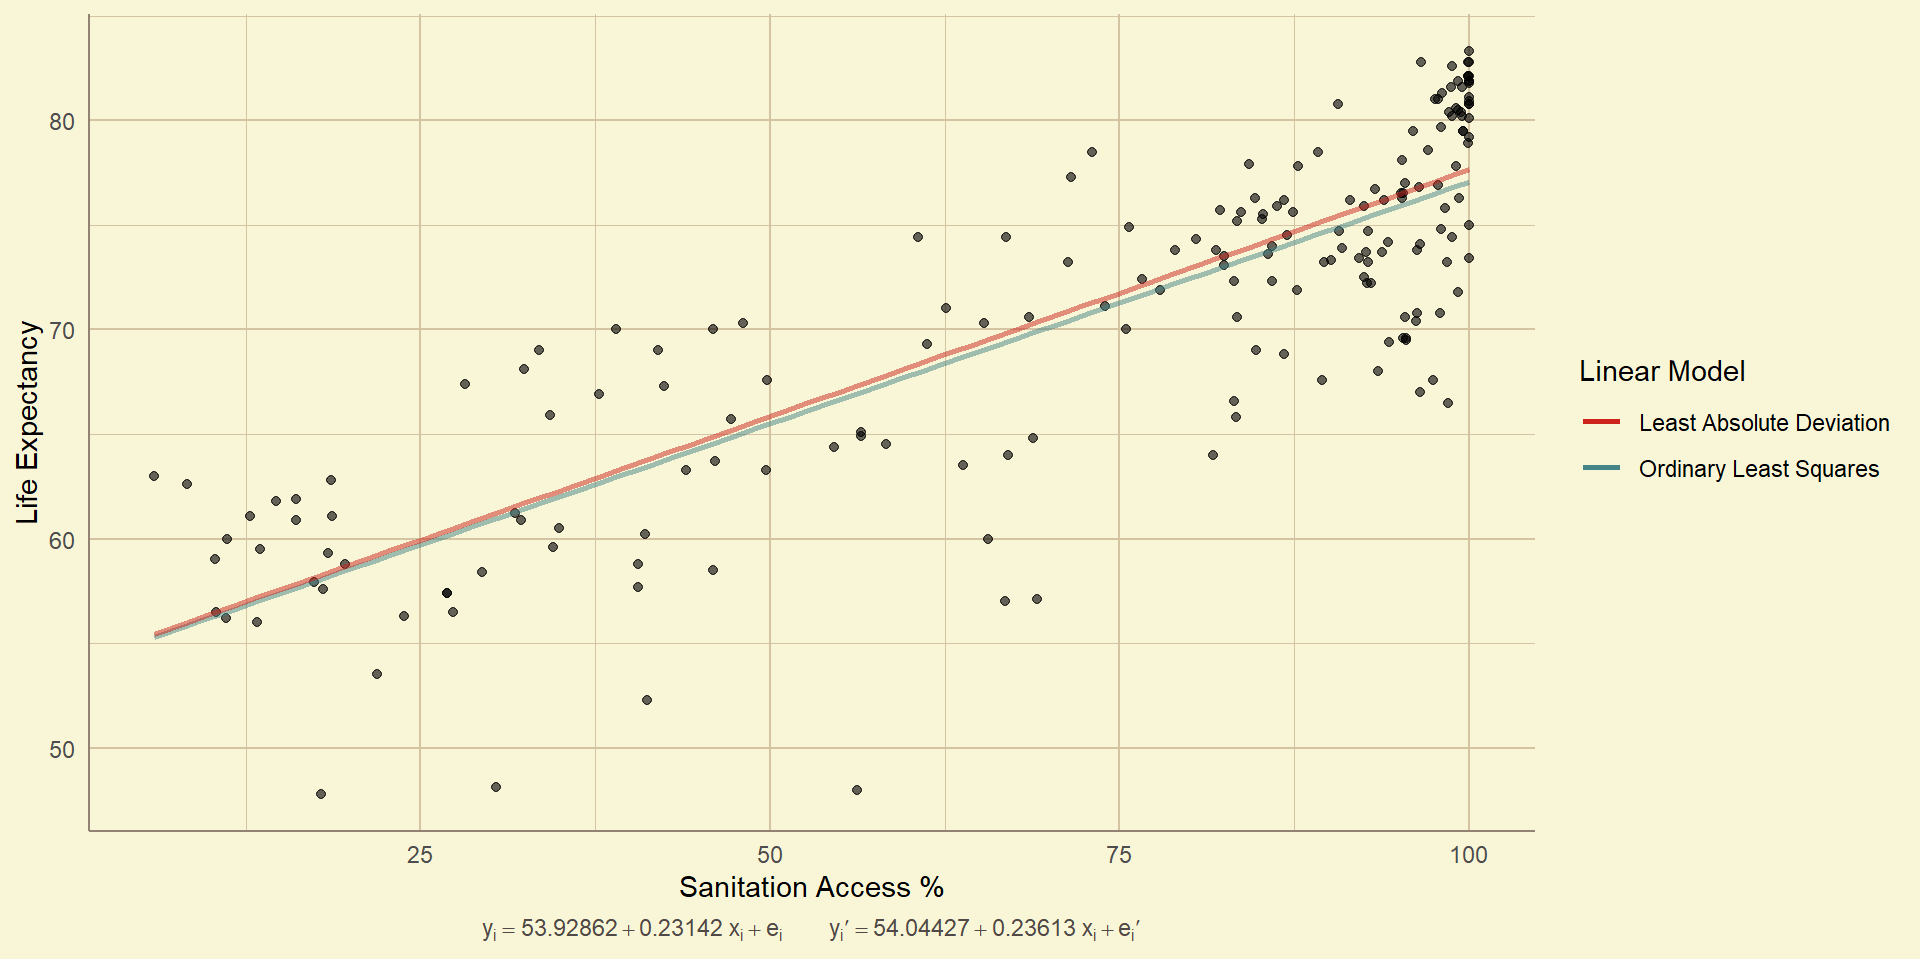 80
70
60
50
Life Expectancy
25 50 75 100
Sanitation Access %
yᵢ = 53.92862 + 0.23142 xᵢ + eᵢ yᵢ′ = 54.04427 + 0.23613 xᵢ + eᵢ′
Linear Model
Least Absolute Deviation
Ordinary Least Squares